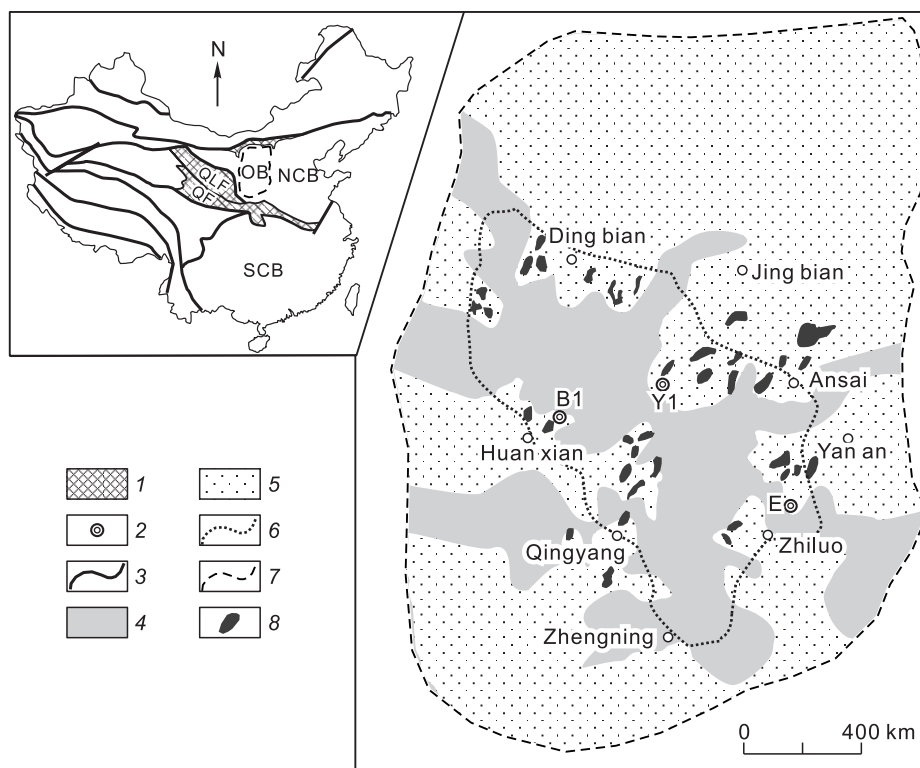 N
OB
NCB
QLF
QF
SCB
Ding bian
Jing bian
Ansai
B1
Y1
Huan xian
Yan an
E
Qingyang
Zhiluo
Zhengning
1
5
2
6
3
7
4
8
0 400 km